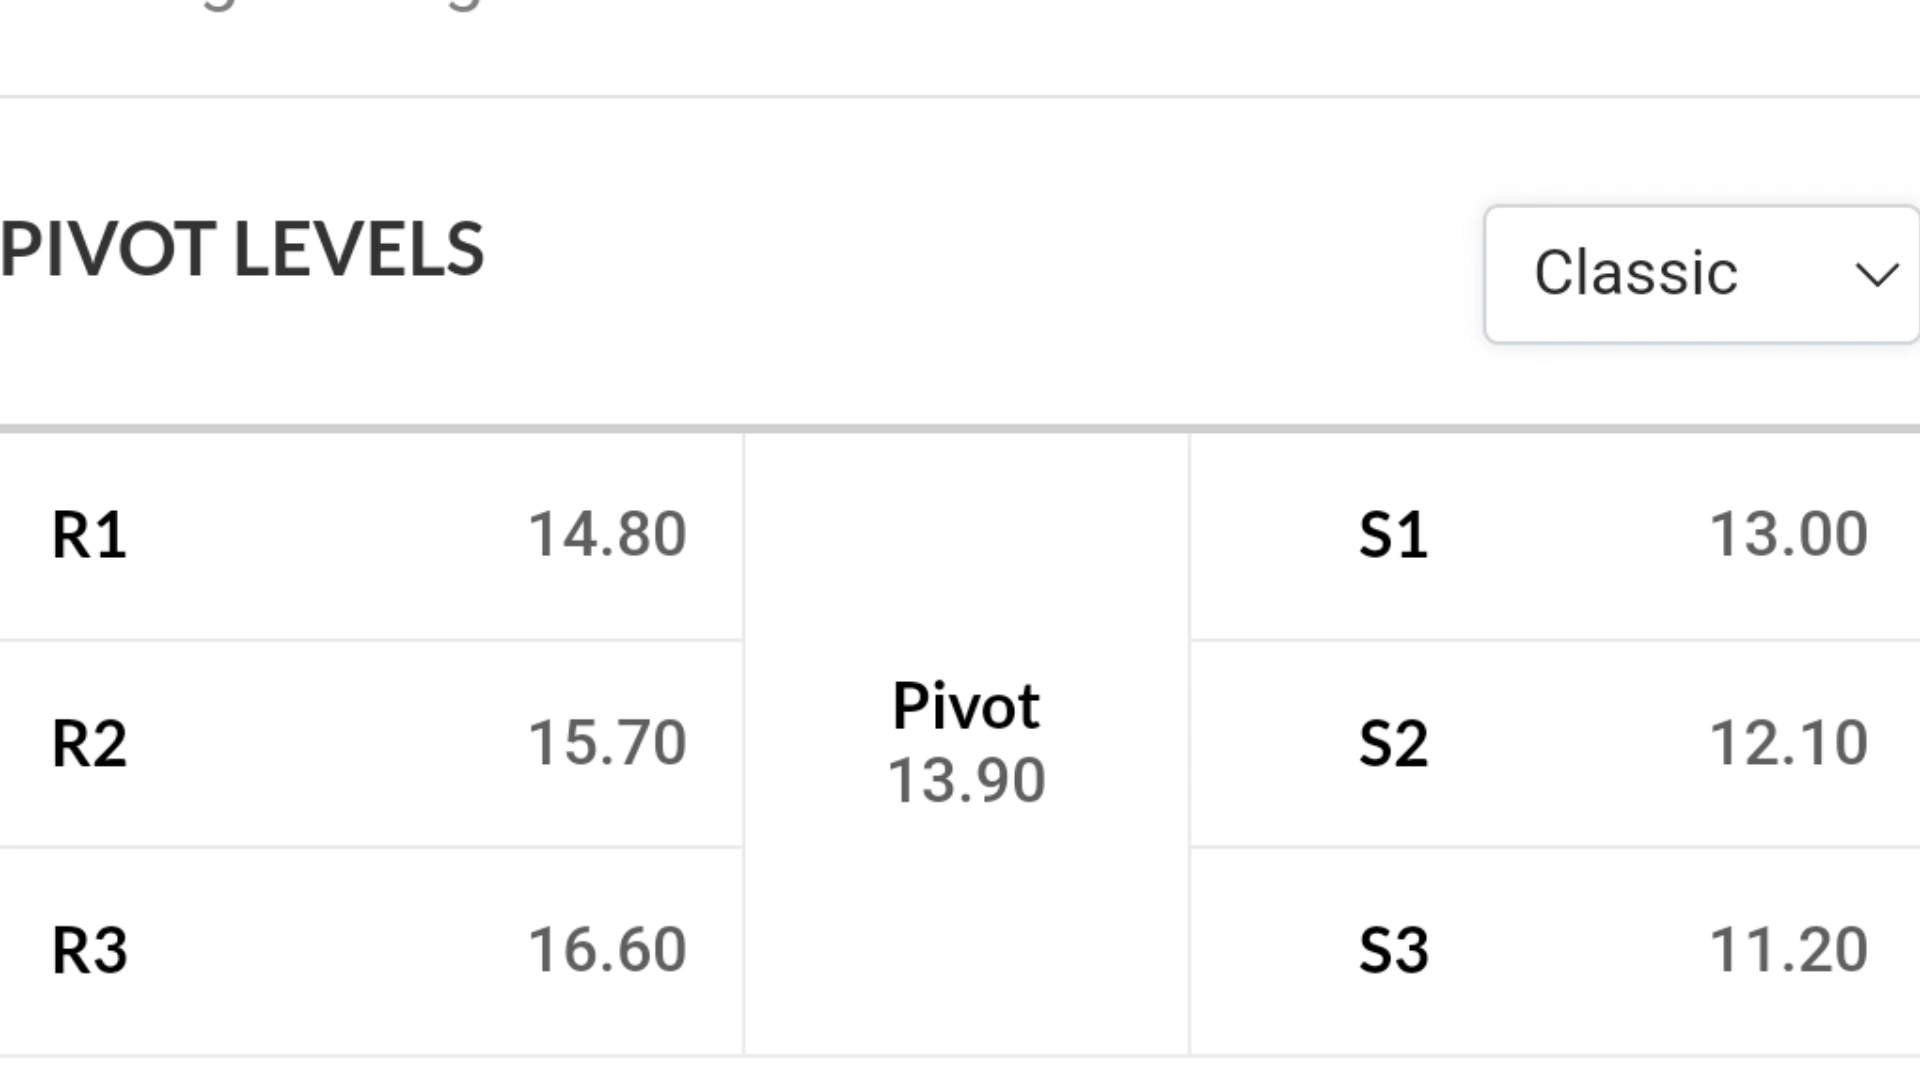 PIVOT LEVELS
Classic
R1 14.80 S1 13.00
Pivot
R2 15.70 S2 12.10
13.90
R3 16.60 S3 11.20